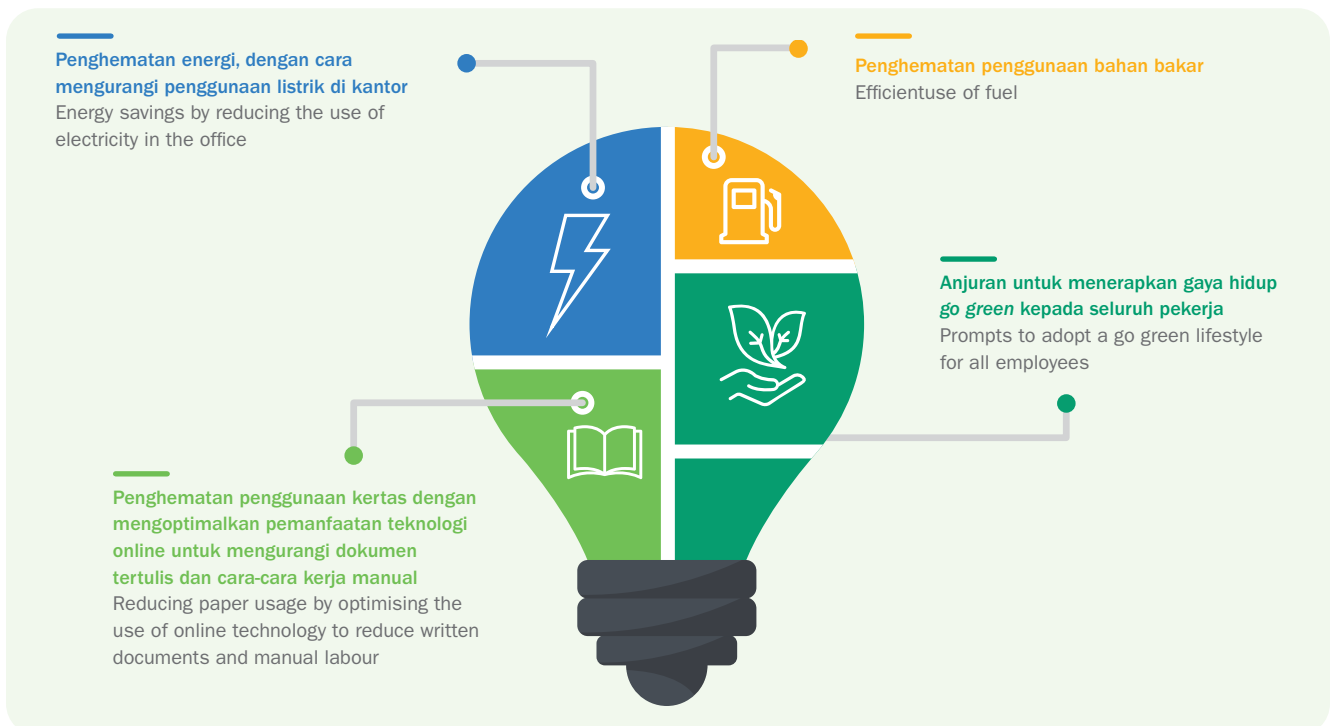 Penghematan energi, dengan cara
mengurangi penggunaan listrik di kantor
Energy savings by reducing the use of
electricity in the office
Penghematan penggunaan bahan bakar
Efficientuse of fuel
Anjuran untuk menerapkan gaya hidup
go green kepada seluruh pekerja
Prompts to adopt a go green lifestyle
for all employees
Penghematan penggunaan kertas dengan
mengoptimalkan pemanfaatan teknologi
online untuk mengurangi dokumen
tertulis dan cara-cara kerja manual
Reducing paper usage by optimising the
use of online technology to reduce written
documents and manual labour